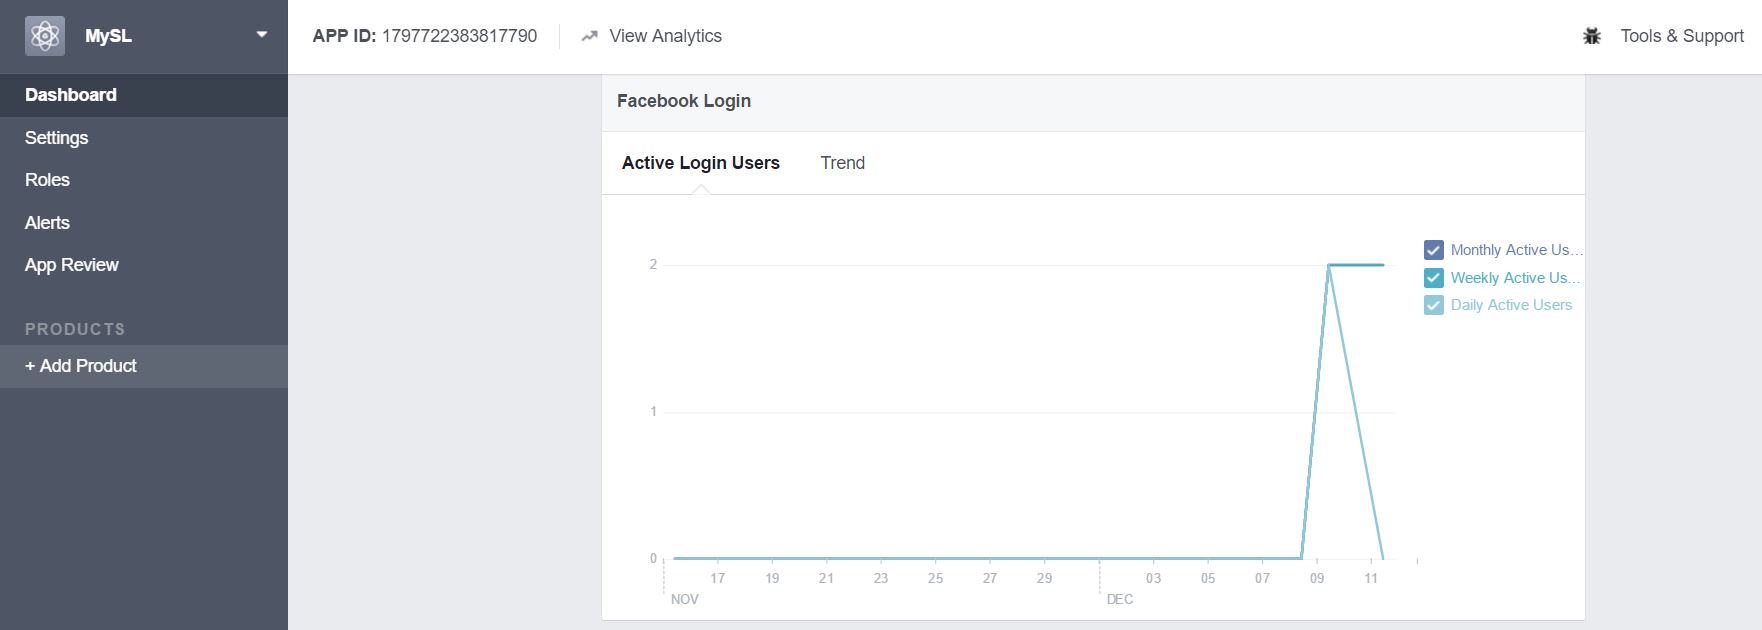 MySL
APP ID: 1797722383817790
View Analytics
Tools & Support
Dashboard
Settings
Roles
Alerts
App Review
PRODUCTS
+ Add Product
Facebook Login
Active Login Users
Trend
Monthly Active Us...
Weekly Active Us...
Daily Active Users
2
1
0
17 19 21 23 25 27 29 03 05 07 09 11
NOV DEC